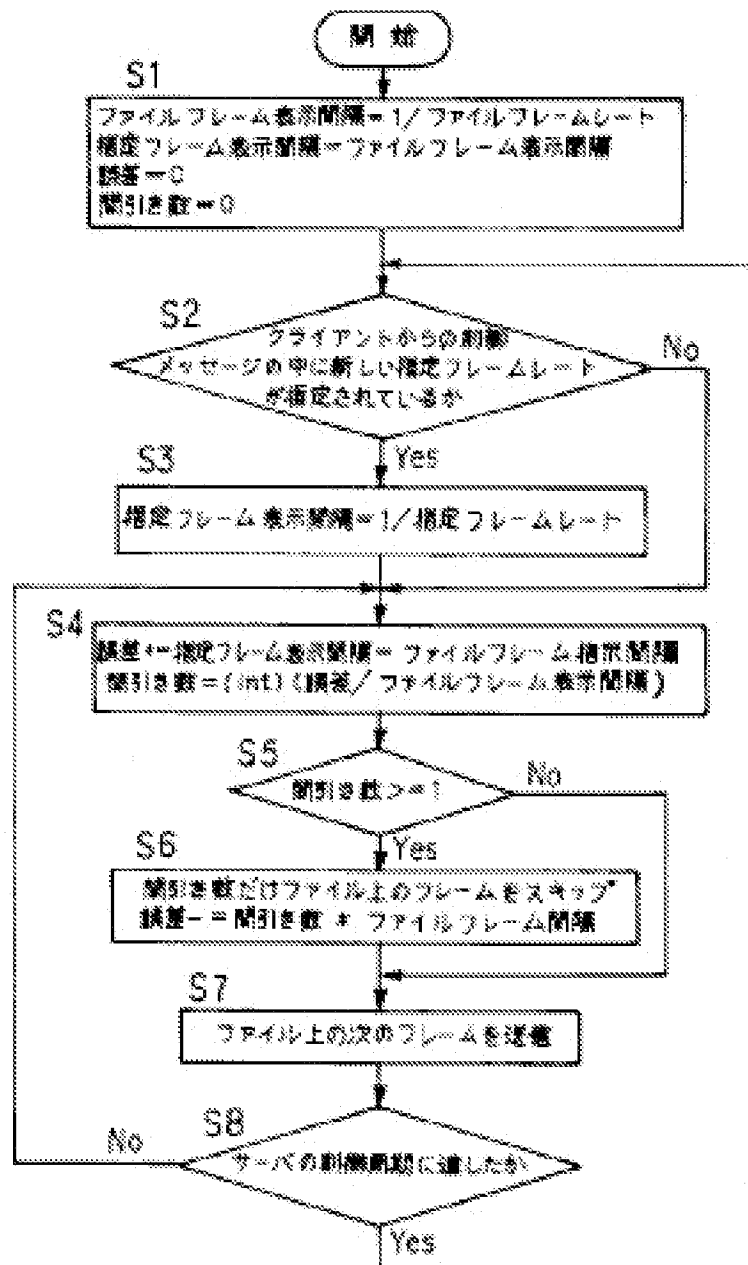 開始
S1
ファイルフレーム表示間隔=1/ファイルフレームレート
指定フレーム表示間隔=ファイルフレーム表示間隔
誤差=0
間引き数=0
S2
クライアントからの制御
メッセージの中に新しい指定フレームレート
が指定されているか
No
Yes
S3
指定フレーム表示間隔=1/指定フレームレート
S4
誤差+=指定フレーム表示間隔-ファイルフレーム指示間隔
間引き数=(int)(誤差/ファイルフレーム表示間隔)
S5
間引き数>=1
No
Yes
S6
間引き数だけファイル上のフレームをスキップ
誤差-=間引き数*ファイルフレーム間隔
S7
ファイル上の次のフレームを送信
S8
サーバの制御周期に達したか
No
Yes